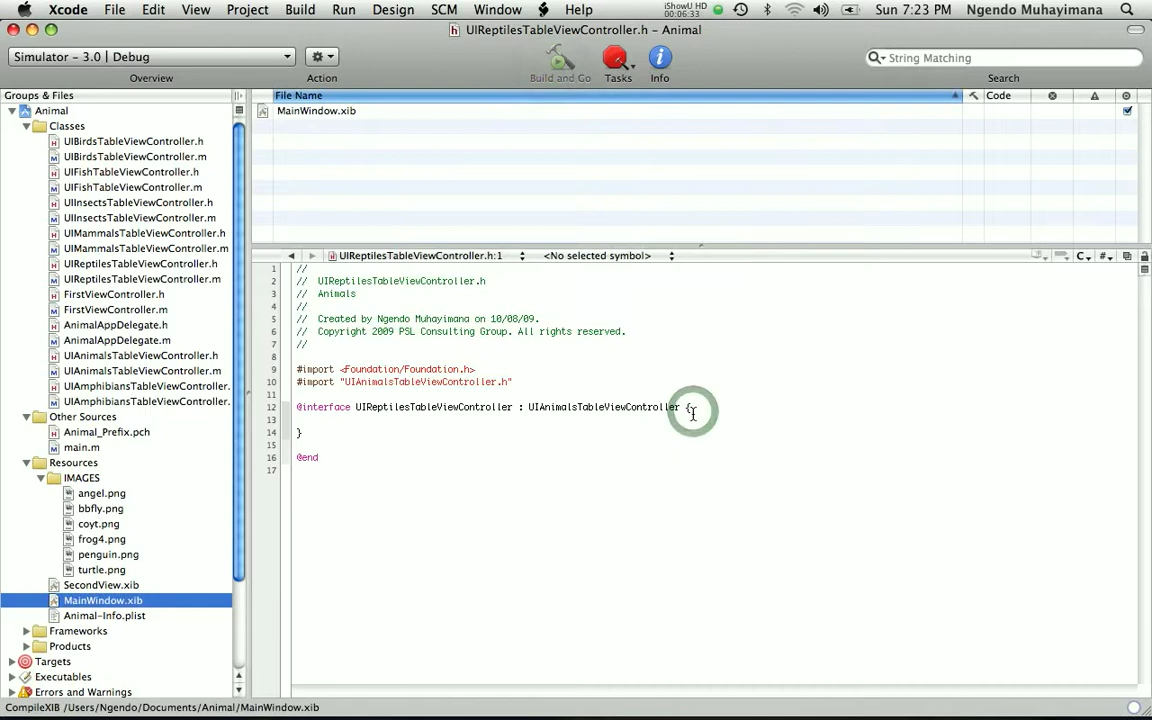 Xcode File Edit View Project Build Run Design SCM Window Help iShowU HD 00:06:33 Sun 7:23 PM Ngendo Muhayimana
UIReptilesTableViewController.h - Animal
Simulator - 3.0 | Debug
String Matching
Overview Action Build and Go Tasks Info Search
Groups & Files
File Name Code
MainWindow.xib
Animal
Classes
UIBirdsTableViewController.h
UIBirdsTableViewController.m
UIFishTableViewController.h
UIFishTableViewController.m
UIInsectsTableViewController.h
UIInsectsTableViewController.m
UIMammalsTableViewController.h
UIMammalsTableViewController.m
UIReptilesTableViewController.h
UIReptilesTableViewController.m
FirstViewController.h
FirstViewController.m
AnimalAppDelegate.h
AnimalAppDelegate.m
UIAnimalsTableViewController.h
UIAnimalsTableViewController.m
UIAmphibiansTableViewController.
UIAmphibiansTableViewController.
Other Sources
Animal_Prefix.pch
main.m
Resources
IMAGES
angel.png
bbfly.png
coyt.png
frog4.png
penguin.png
turtle.png
SecondView.xib
MainWindow.xib
Animal-Info.plist
Frameworks
Products
Targets
Executables
Errors and Warnings
UIReptilesTableViewController.h:1 <No selected symbol> C #
1 //
2 // UIReptilesTableViewController.h
3 // Animals
4 //
5 // Created by Ngendo Muhayimana on 10/08/09.
6 // Copyright 2009 PSL Consulting Group. All rights reserved.
7 //
8
9 #import <Foundation/Foundation.h>
10 #import "UIAnimalsTableViewController.h"
11
12 @interface UIReptilesTableViewController : UIAnimalsTableViewController {
13
14 }
15
16 @end
17
CompileXIB /Users/Ngendo/Documents/Animal/MainWindow.xib